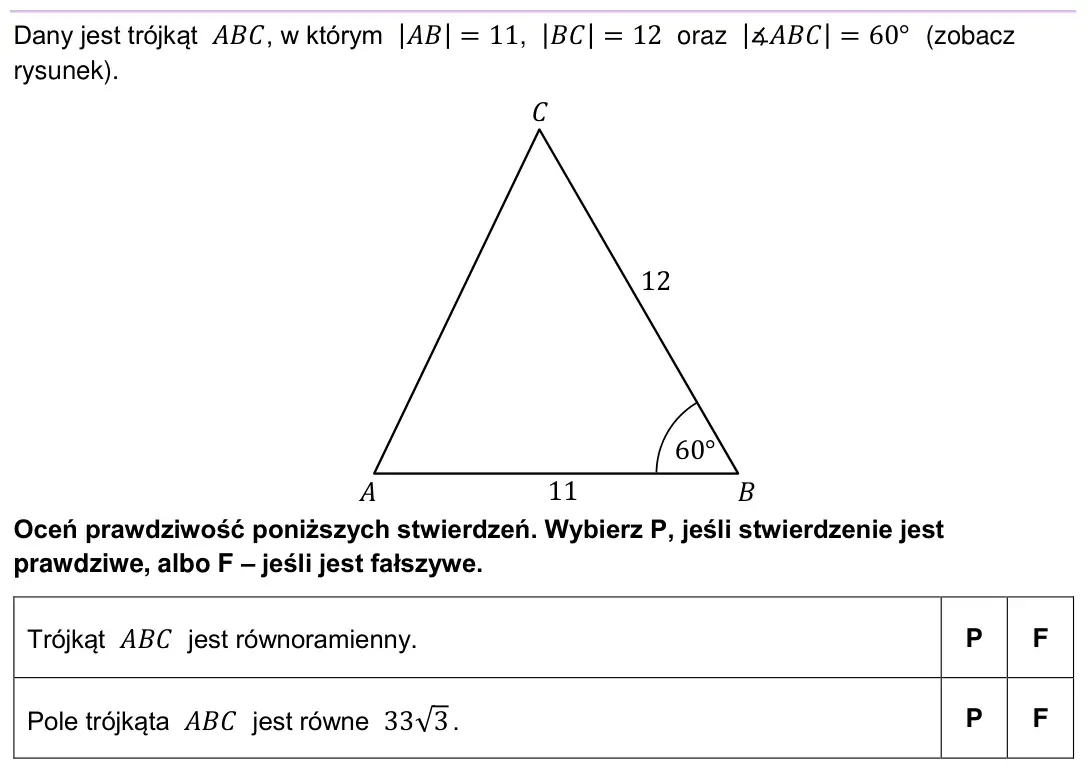 Dany jest trójkąt ABC, w którym |AB| = 11, |BC| = 12 oraz |∡ABC| = 60° (zobacz
rysunek).
C
12
60°
A
11
B
Oceń prawdziwość poniższych stwierdzeń. Wybierz P, jeśli stwierdzenie jest
prawdziwe, albo F – jeśli jest fałszywe.
Trójkąt ABC jest równoramienny. P F
Pole trójkąta ABC jest równe 33√3. P F